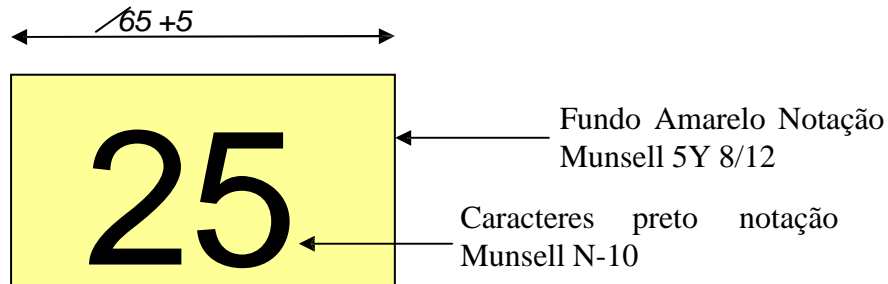 65 +5
Fundo Amarelo Notação
Munsell 5Y 8/12
25
Caracteres preto notação
Munsell N-10